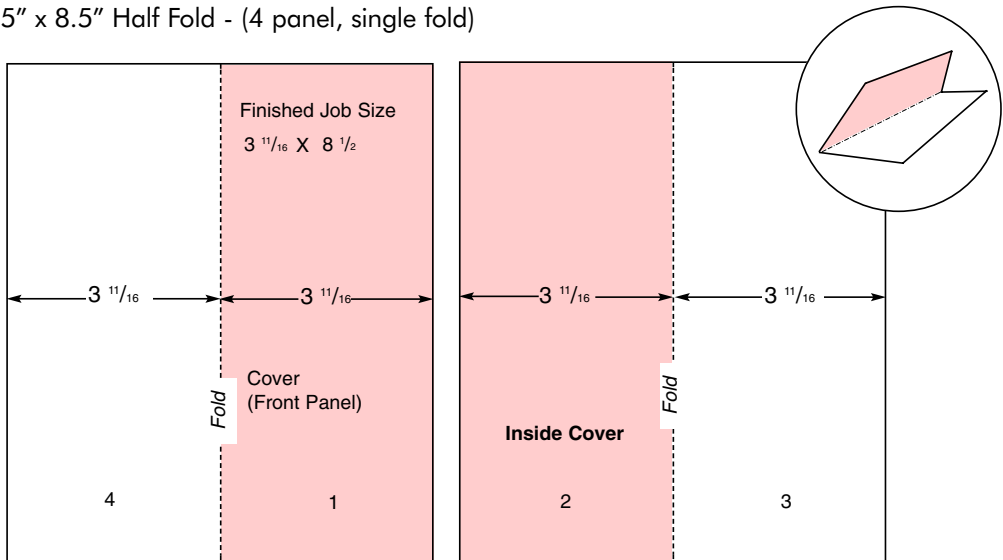 5" x 8.5" Half Fold - (4 panel, single fold)
Finished Job Size
3 11/16 X 8 1/2
3 11/16
3 11/16
3 11/16
3 11/16
Fold
Cover
(Front Panel)
Fold
Inside Cover
4
1
2
3